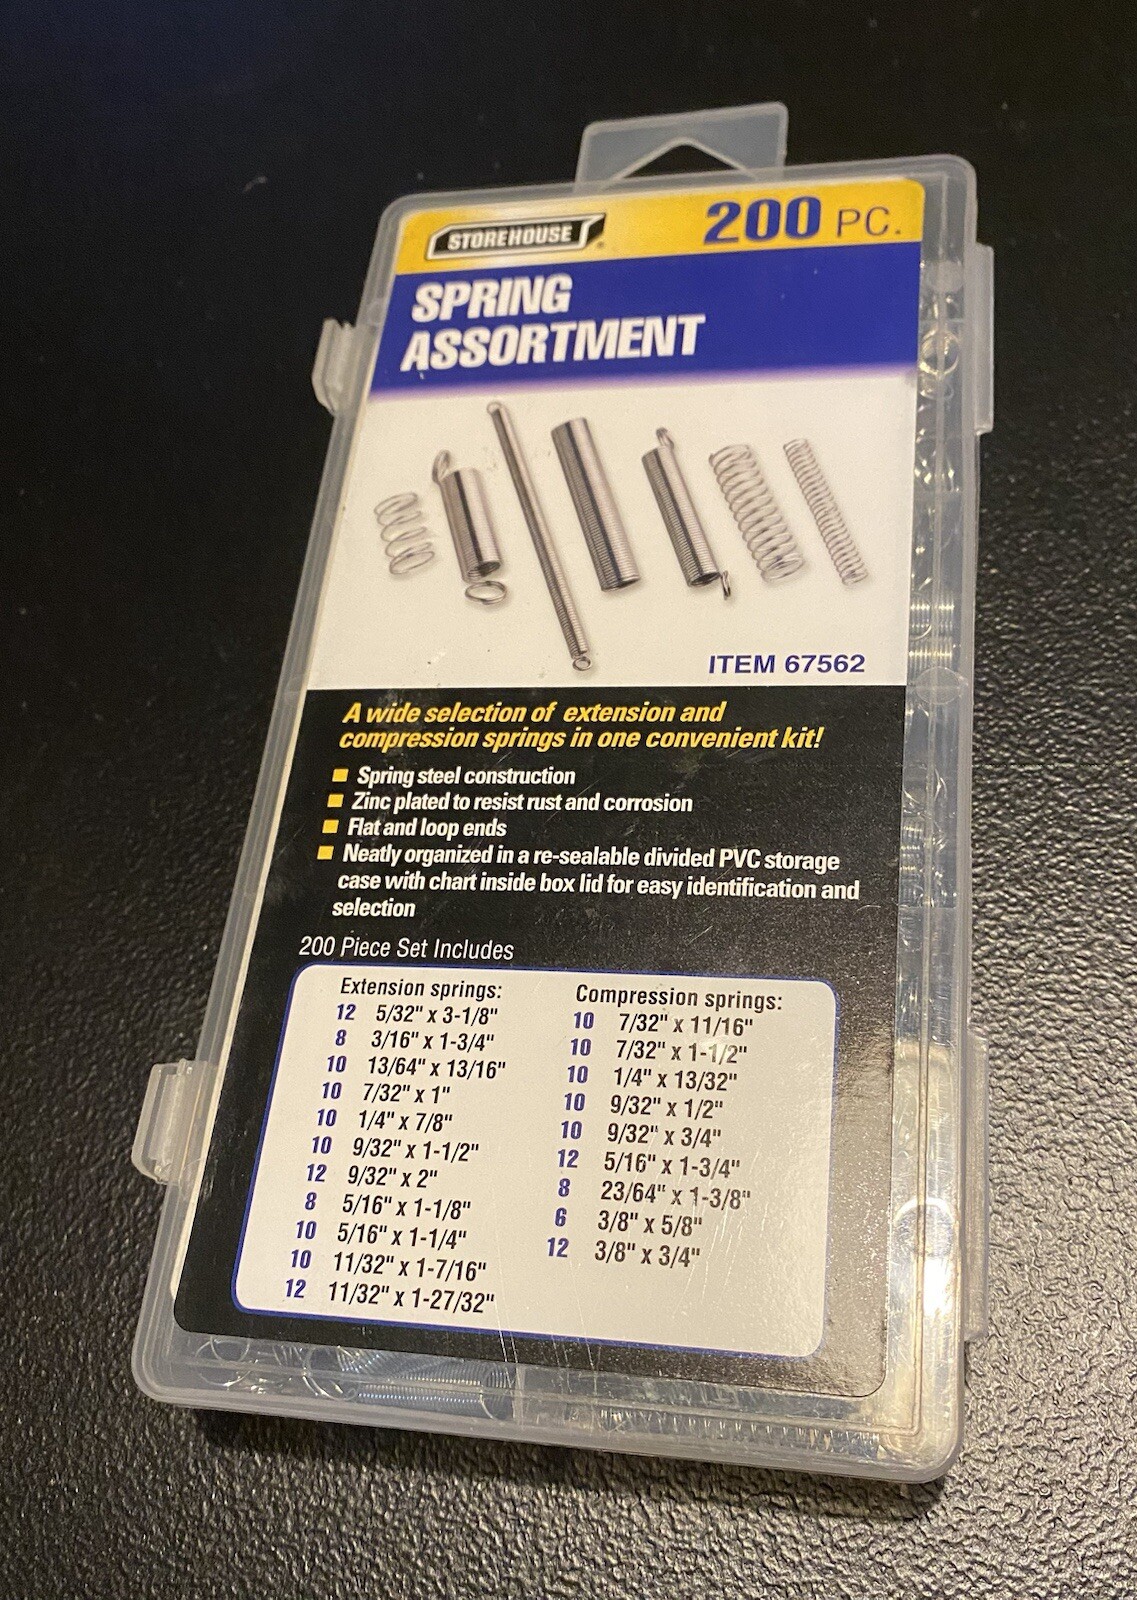 STOREHOUSE®
200 PC.
SPRING
ASSORTMENT
ITEM 67562
A wide selection of extension and
compression springs in one convenient kit!
Spring steel construction
Zinc plated to resist rust and corrosion
Flat and loop ends
Neatly organized in a re-sealable divided PVC storage
case with chart inside box lid for easy identification and
selection
200 Piece Set Includes
Extension springs:
12 5/32" x 3-1/8"
8 3/16" x 1-3/4"
10 13/64" x 13/16"
10 7/32" x 1"
10 1/4" x 7/8"
10 9/32" x 1-1/2"
12 9/32" x 2"
8 5/16" x 1-1/8"
10 5/16" x 1-1/4"
10 11/32" x 1-7/16"
12 11/32" x 1-27/32"
Compression springs:
10 7/32" x 11/16"
10 7/32" x 1-1/2"
10 1/4" x 13/32"
10 9/32" x 1/2"
10 9/32" x 3/4"
12 5/16" x 1-3/4"
8 23/64" x 1-3/8"
6 3/8" x 5/8"
12 3/8" x 3/4"